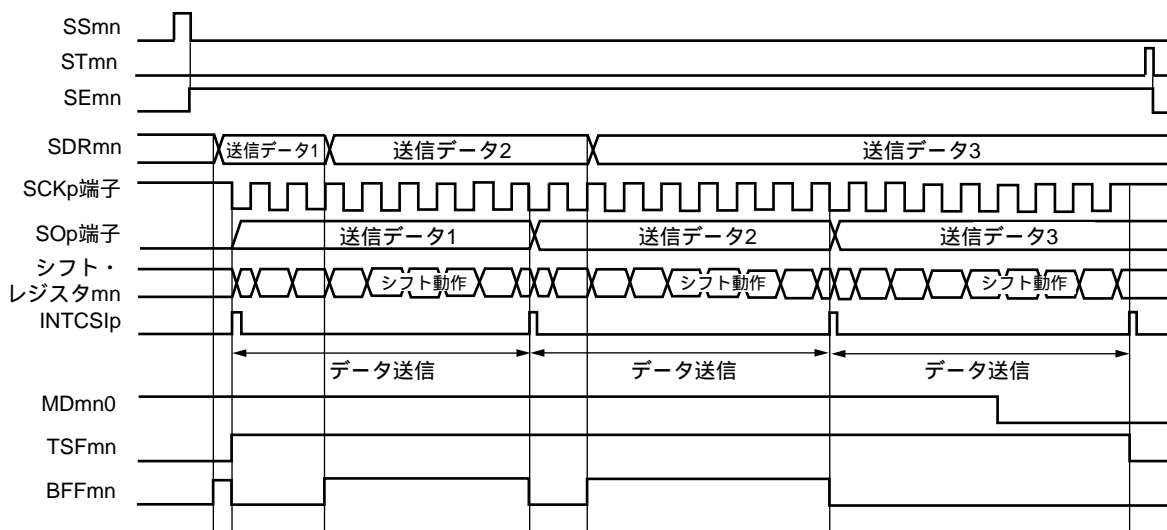 SSmn
STmn
SEmn
SDRmn 送信データ1 送信データ2 送信データ3
SCKp端子
SOp端子 送信データ1 送信データ2 送信データ3
シフト・
レジスタmn シフト動作 シフト動作 シフト動作
INTCSIp
データ送信 データ送信 データ送信
MDmn0
TSFmn
BFFmn